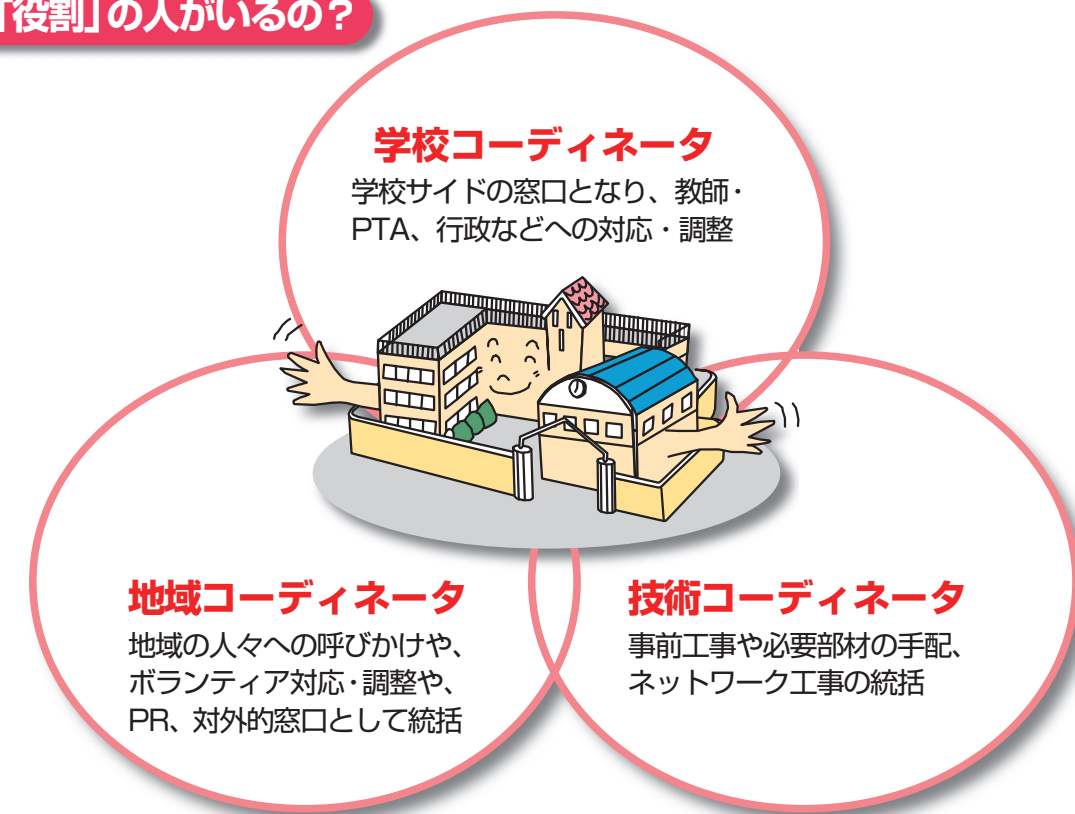 「役割」の人がいるの?
学校コーディネータ
学校サイドの窓口となり、教師・
PTA、行政などへの対応・調整
地域コーディネータ
地域の人々への呼びかけや、
ボランティア対応・調整や、
PR、対外的窓口として統括
技術コーディネータ
事前工事や必要部材の手配、
ネットワーク工事の統括